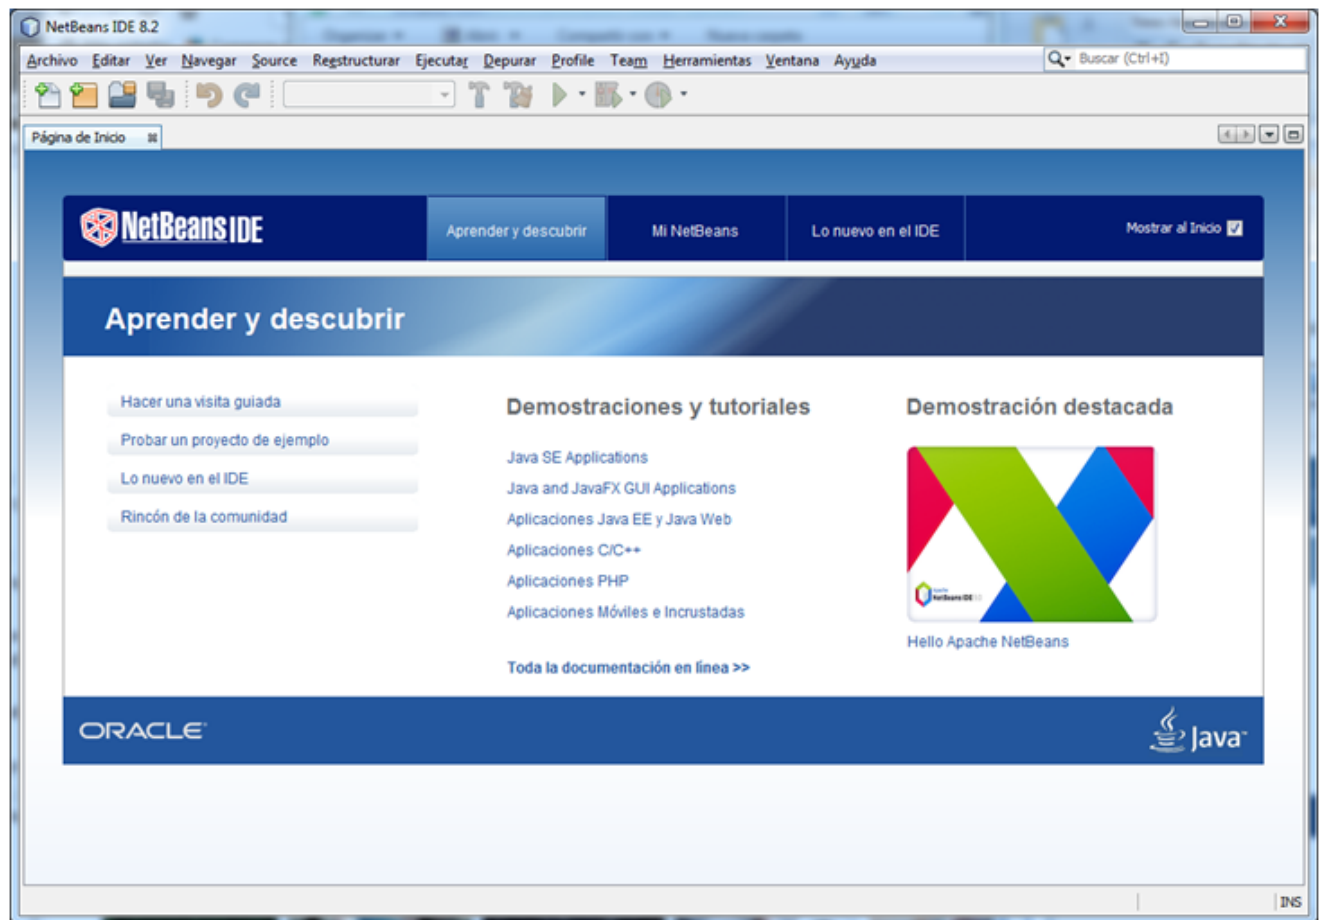 NetBeans IDE 8.2
Archivo Editar Ver Navegar Source Reestructurar Ejecutar Depurar Profile Team Herramientas Ventana Ayuda
Buscar (Ctrl+I)
Página de Inicio
NetBeans IDE
Aprender y descubrir
Mi NetBeans
Lo nuevo en el IDE
Mostrar al Inicio
Aprender y descubrir
Hacer una visita guiada
Probar un proyecto de ejemplo
Lo nuevo en el IDE
Rincón de la comunidad
Demostraciones y tutoriales
Java SE Applications
Java and JavaFX GUI Applications
Aplicaciones Java EE y Java Web
Aplicaciones C/C++
Aplicaciones PHP
Aplicaciones Móviles e Incrustadas
Toda la documentación en línea >>
Demostración destacada
NetBeans IDE
Hello Apache NetBeans
ORACLE
Java
INS